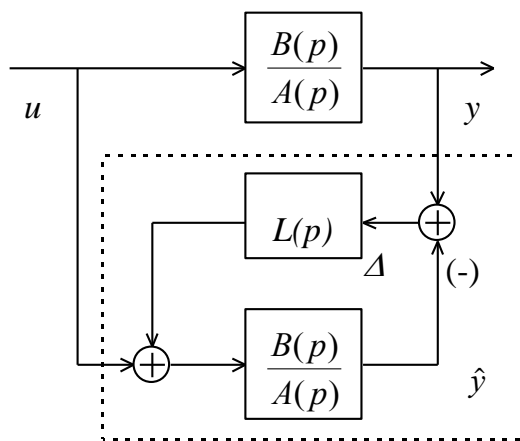 B(p)
A(p)
u
y
L(p)
Δ
(-)
B(p)
A(p)
ŷ